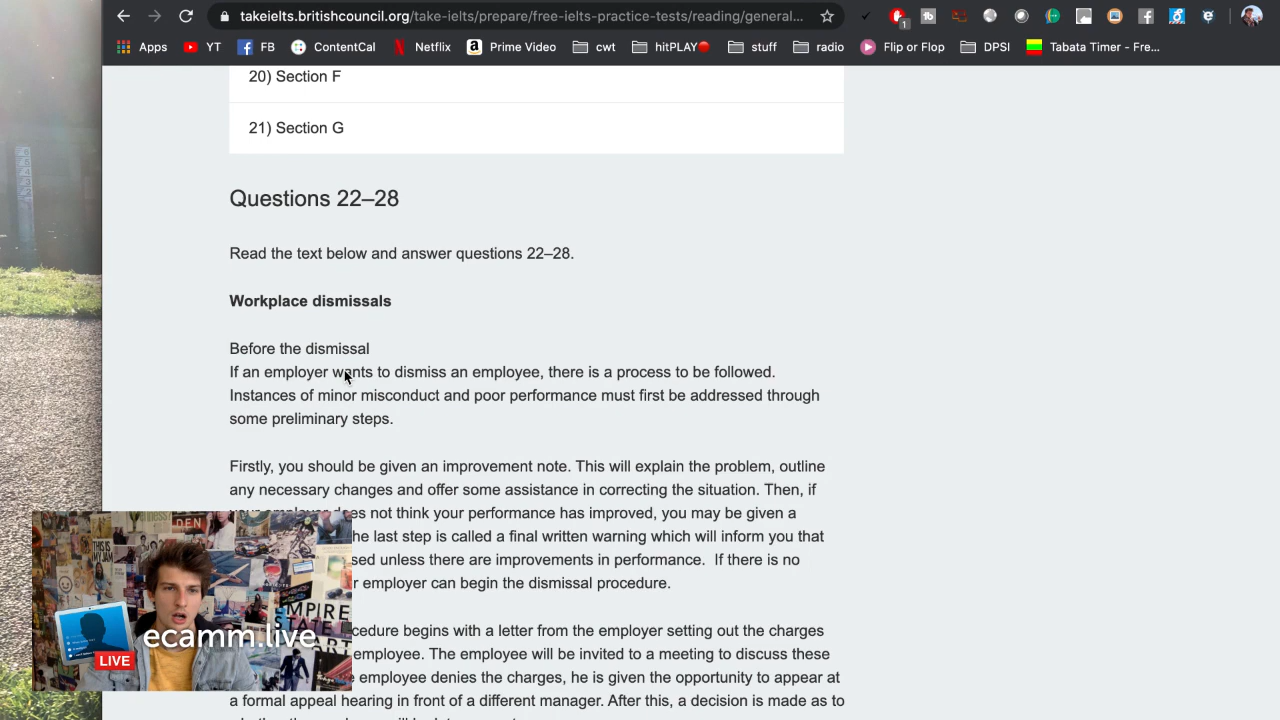 takeielts.britishcouncil.org/take-ielts/prepare/free-ielts-practice-tests/reading/general...
1
Apps YT FB ContentCal Netflix Prime Video cwt hitPLAY🔴 stuff radio Flip or Flop DPSI Tabata Timer - Fre...
20) Section F
21) Section G
Questions 22–28
Read the text below and answer questions 22–28.
Workplace dismissals
Before the dismissal
If an employer wants to dismiss an employee, there is a process to be followed.
Instances of minor misconduct and poor performance must first be addressed through
some preliminary steps.
Firstly, you should be given an improvement note. This will explain the problem, outline
any necessary changes and offer some assistance in correcting the situation. Then, if
your employer does not think your performance has improved, you may be given a
he last step is called a final written warning which will inform you that
sed unless there are improvements in performance. If there is no
r employer can begin the dismissal procedure.
cedure begins with a letter from the employer setting out the charges
employee. The employee will be invited to a meeting to discuss these
e employee denies the charges, he is given the opportunity to appear at
a formal appeal hearing in front of a different manager. After this, a decision is made as to
DEN
THIS IS
MY JAM
EMPIRE
STATE
ecamm.live
LIVE